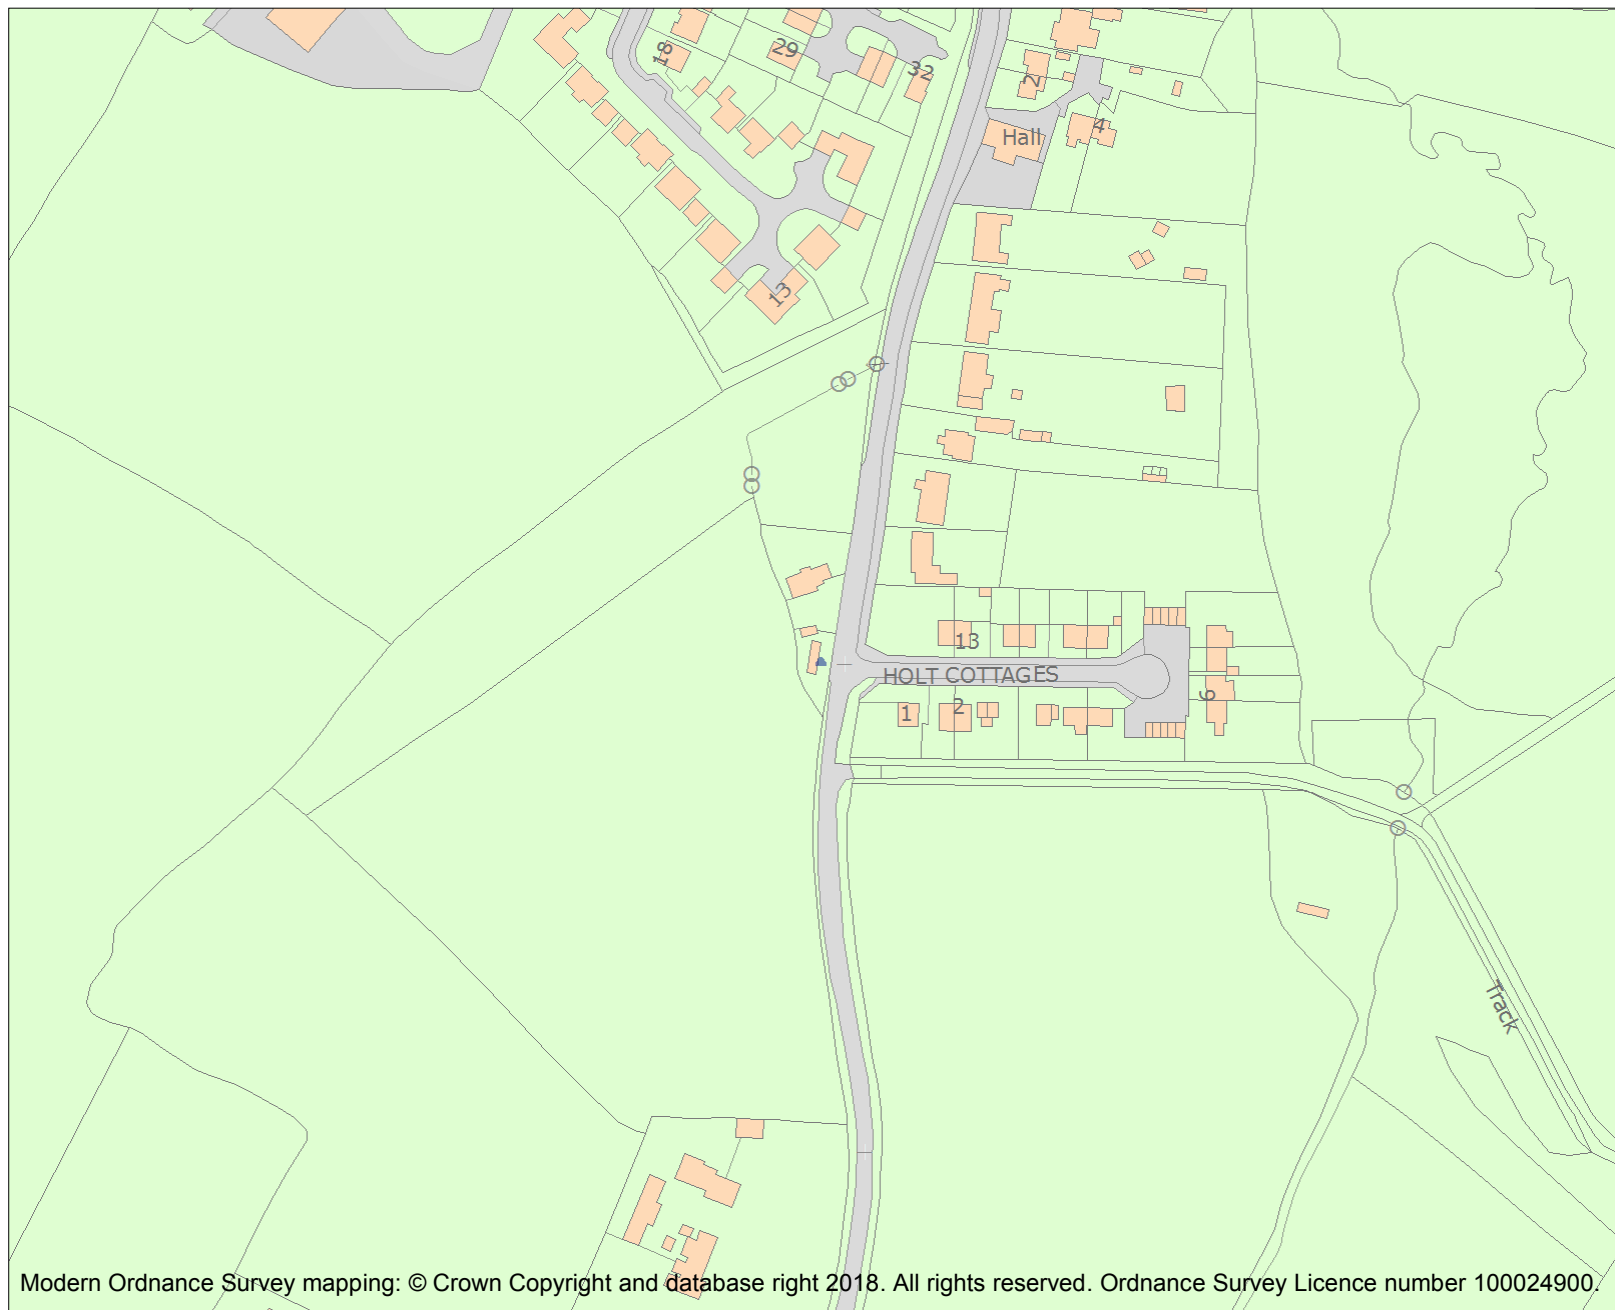 18
29
32
2
4
Hall
13
13
HOLT COTTAGES
1
2
6
Track
Modern Ordnance Survey mapping: © Crown Copyright and database right 2018. All rights reserved. Ordnance Survey Licence number 100024900.